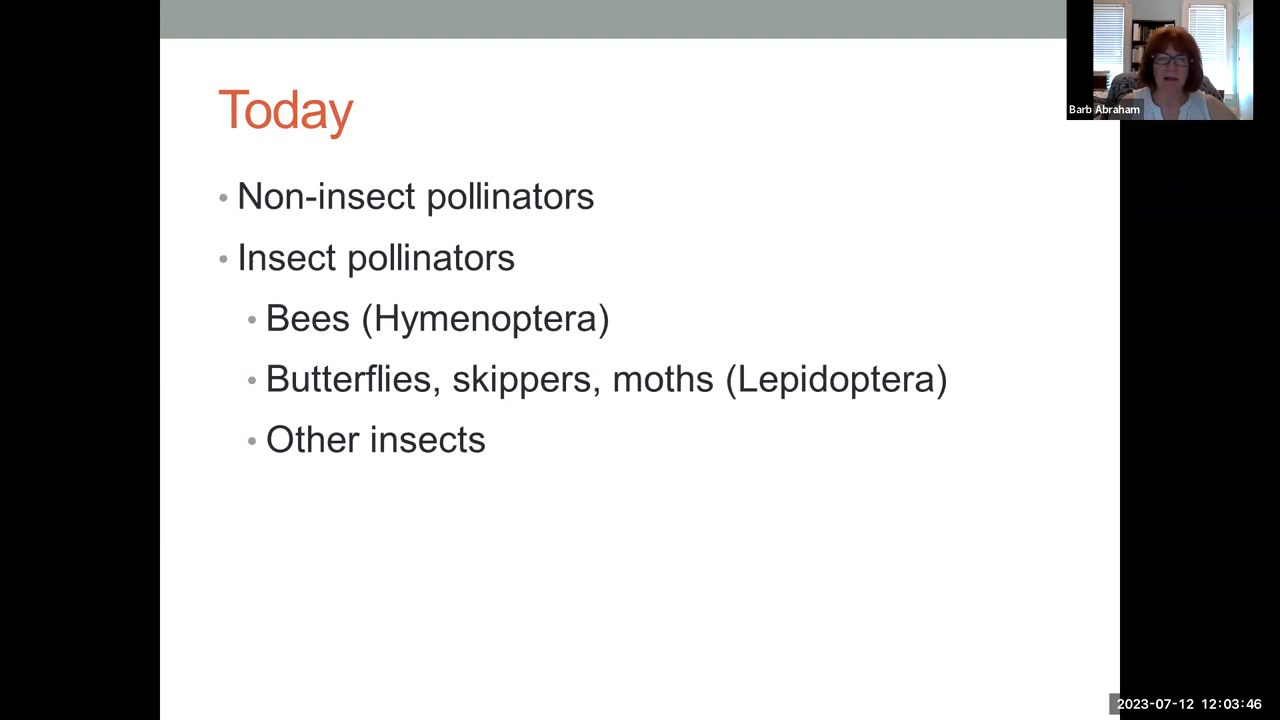 Today
• Non-insect pollinators
• Insect pollinators
• Bees (Hymenoptera)
• Butterflies, skippers, moths (Lepidoptera)
• Other insects
Barb Abraham
2023-07-12 12:03:46